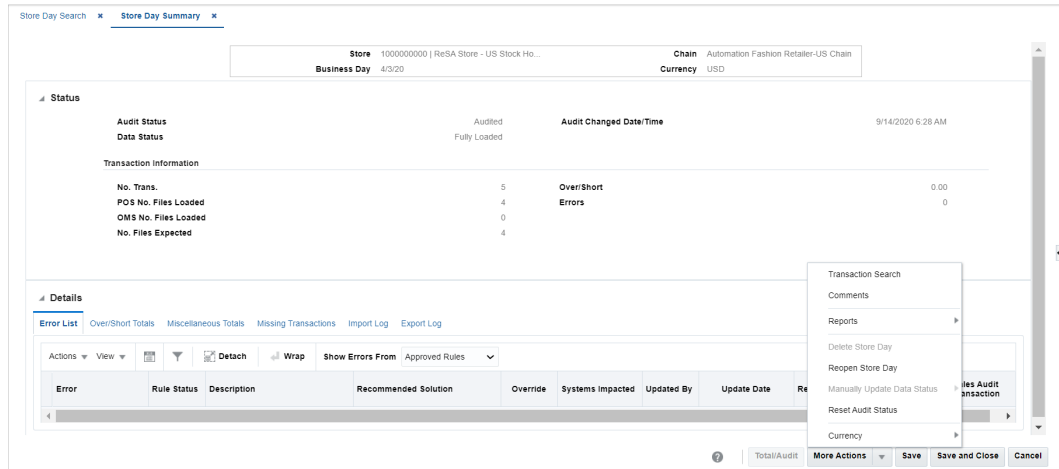 Store Day Search ✖ Store Day Summary ✖
Store 1000000000 | ReSA Store - US Stock Ho... Chain Automation Fashion Retailer-US Chain
Business Day 4/3/20 Currency USD
Status
Audit Status Audited Audit Changed Date/Time 9/14/2020 6:28 AM
Data Status Fully Loaded
Transaction Information
No. Trans. 5 Over/Short 0.00
POS No. Files Loaded 4 Errors 0
OMS No. Files Loaded 0
No. Files Expected 4
Transaction Search
Comments
Reports
Delete Store Day
Reopen Store Day
Manually Update Data Status
Reset Audit Status
Currency
Details
Error List Over/Short Totals Miscellaneous Totals Missing Transactions Import Log Export Log
Actions View Detach Wrap Show Errors From Approved Rules
Error Rule Status Description Recommended Solution Override Systems Impacted Updated By Update Date Re les Audit
ansaction
? Total/Audit More Actions Save Save and Close Cancel